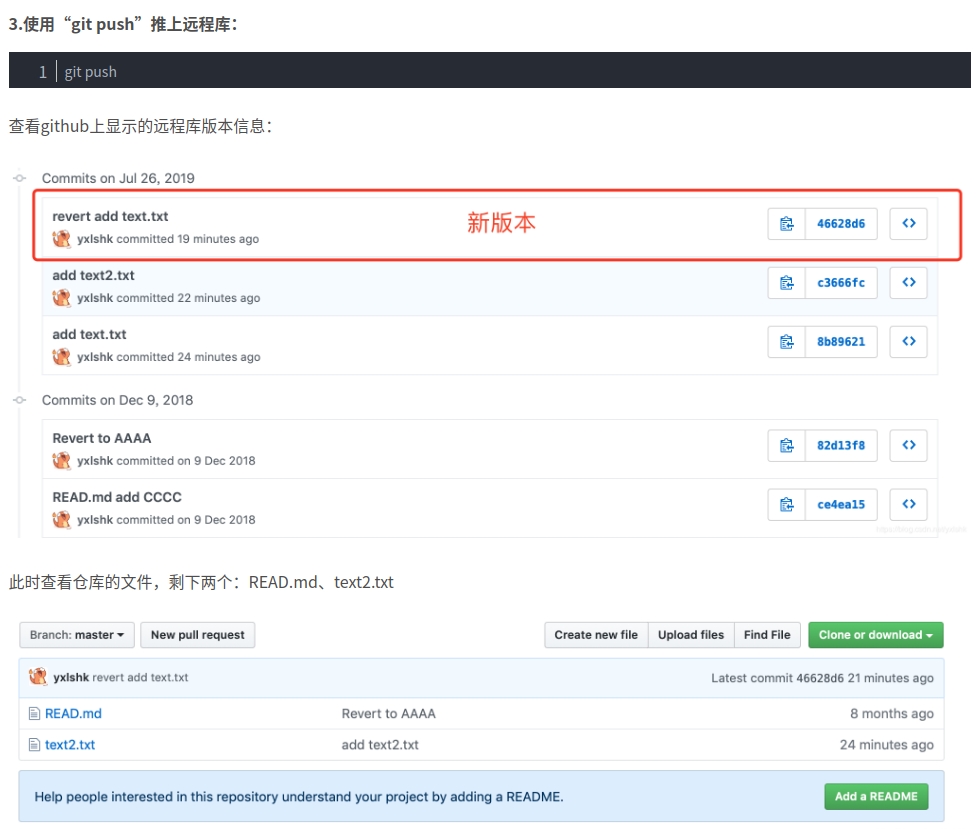 3.使用“git push”推上远程库：
1 git push
查看github上显示的远程库版本信息：
Commits on Jul 26, 2019
revert add text.txt
新版本
46628d6
yxlshk committed 19 minutes ago
add text2.txt
c3666fc
yxlshk committed 22 minutes ago
add text.txt
8b89621
yxlshk committed 24 minutes ago
Commits on Dec 9, 2018
Revert to AAAA
82d13f8
yxlshk committed on 9 Dec 2018
READ.md add CCCC
ce4ea15
yxlshk committed on 9 Dec 2018
此时查看仓库的文件，剩下两个：READ.md、text2.txt
Branch: master New pull request Create new file Upload files Find File Clone or download
yxlshk revert add text.txt Latest commit 46628d6 21 minutes ago
READ.md Revert to AAAA 8 months ago
text2.txt add text2.txt 24 minutes ago
Help people interested in this repository understand your project by adding a README. Add a README